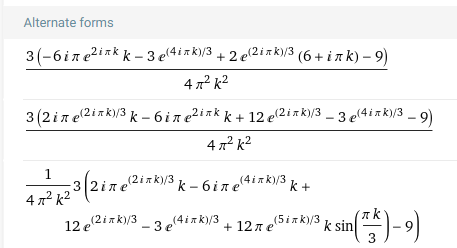 Alternate forms
3 (-6 i π e^(2 i π k) k - 3 e^((4 i π k)/3) + 2 e^((2 i π k)/3) (6 + i π k) - 9)
4 π² k²
3 (2 i π e^((2 i π k)/3) k - 6 i π e^(2 i π k) k + 12 e^((2 i π k)/3) - 3 e^((4 i π k)/3) - 9)
4 π² k²
1/(4 π² k²) 3 (2 i π e^((2 i π k)/3) k - 6 i π e^((4 i π k)/3) k +
12 e^((2 i π k)/3) - 3 e^((4 i π k)/3) + 12 π e^((5 i π k)/3) k sin(π k/3) - 9)